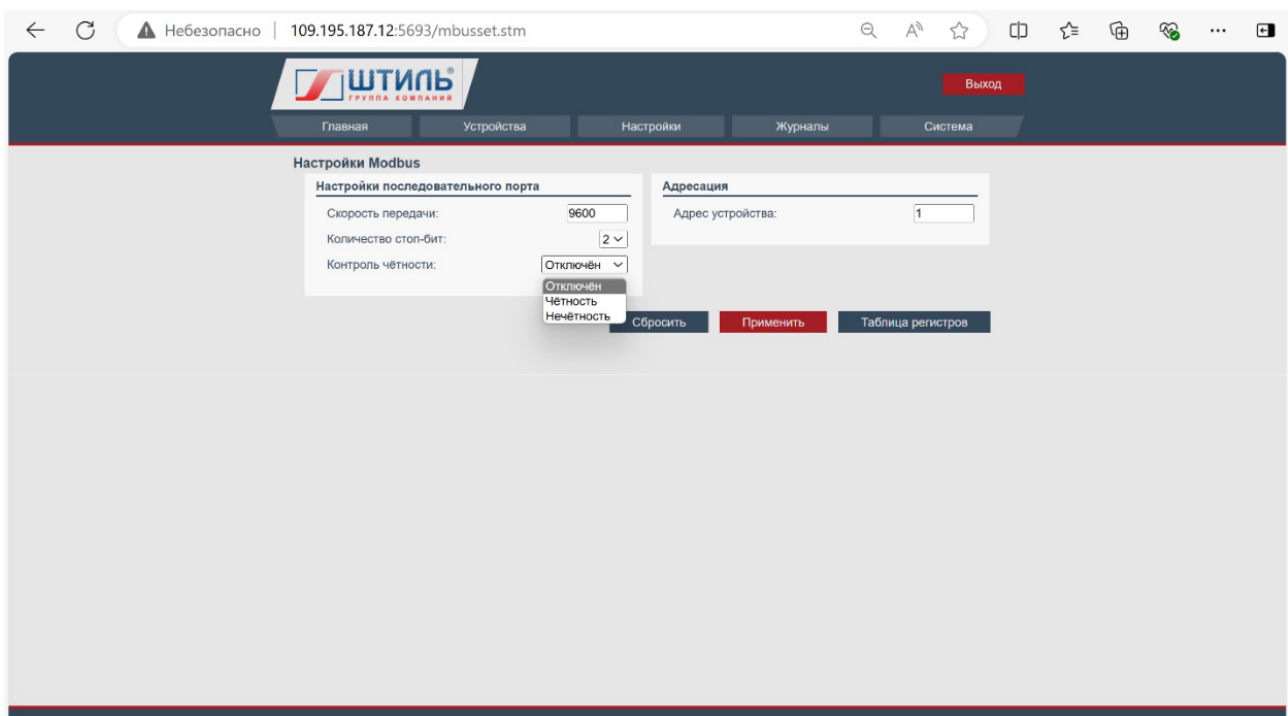 Небезопасно 109.195.187.12:5693/mbusset.stm
ШТИЛЬ
ГРУППА КОМПАНИЙ
Выход
Главная Устройства Настройки Журналы Система
Настройки Modbus
Настройки последовательного порта
Скорость передачи: 9600
Количество стоп-бит: 2
Контроль чётности: Отключён
Отключён
Чётность
Нечётность
Адресация
Адрес устройства: 1
Сбросить Применить Таблица регистров